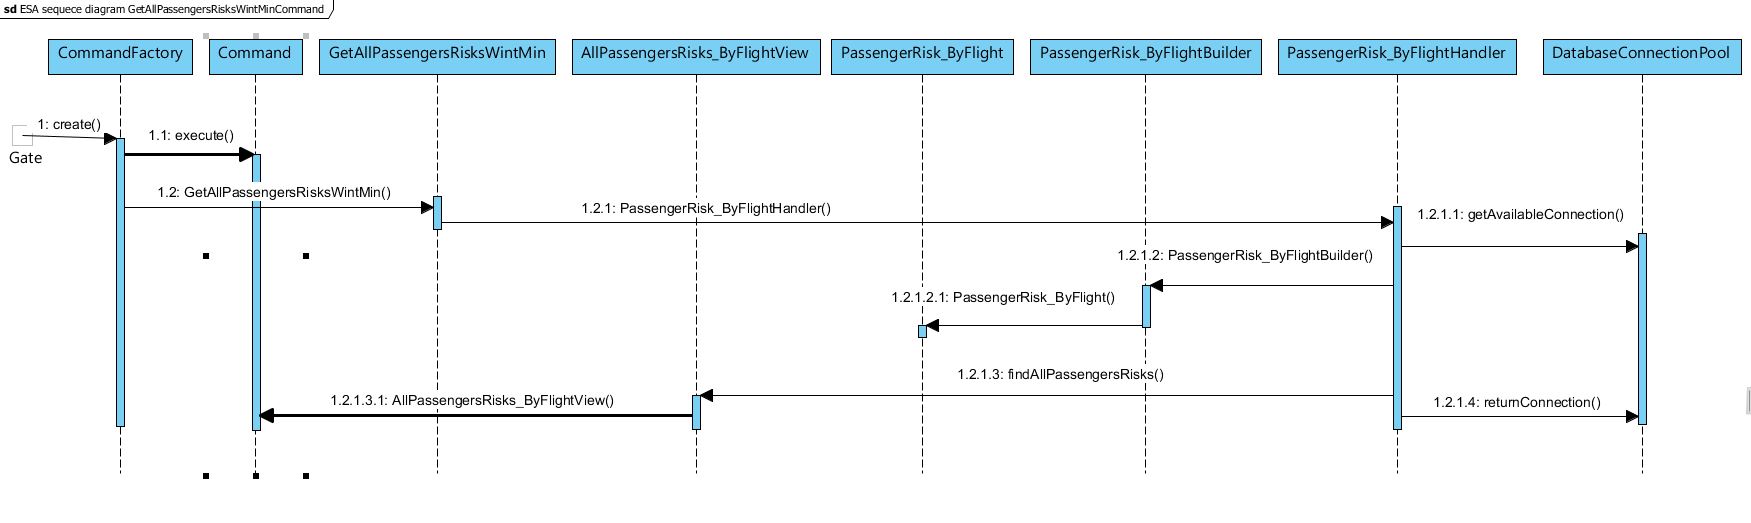 sd ESA sequece diagram GetAllPassengersRisksWintMinCommand
CommandFactory
Command
GetAllPassengersRisksWintMin
AllPassengersRisks_ByFlightView
PassengerRisk_ByFlight
PassengerRisk_ByFlightBuilder
PassengerRisk_ByFlightHandler
DatabaseConnectionPool
1: create()
Gate
1.1: execute()
1.2: GetAllPassengersRisksWintMin()
1.2.1: PassengerRisk_ByFlightHandler()
1.2.1.1: getAvailableConnection()
1.2.1.2: PassengerRisk_ByFlightBuilder()
1.2.1.2.1: PassengerRisk_ByFlight()
1.2.1.3: findAllPassengersRisks()
1.2.1.3.1: AllPassengersRisks_ByFlightView()
1.2.1.4: returnConnection()